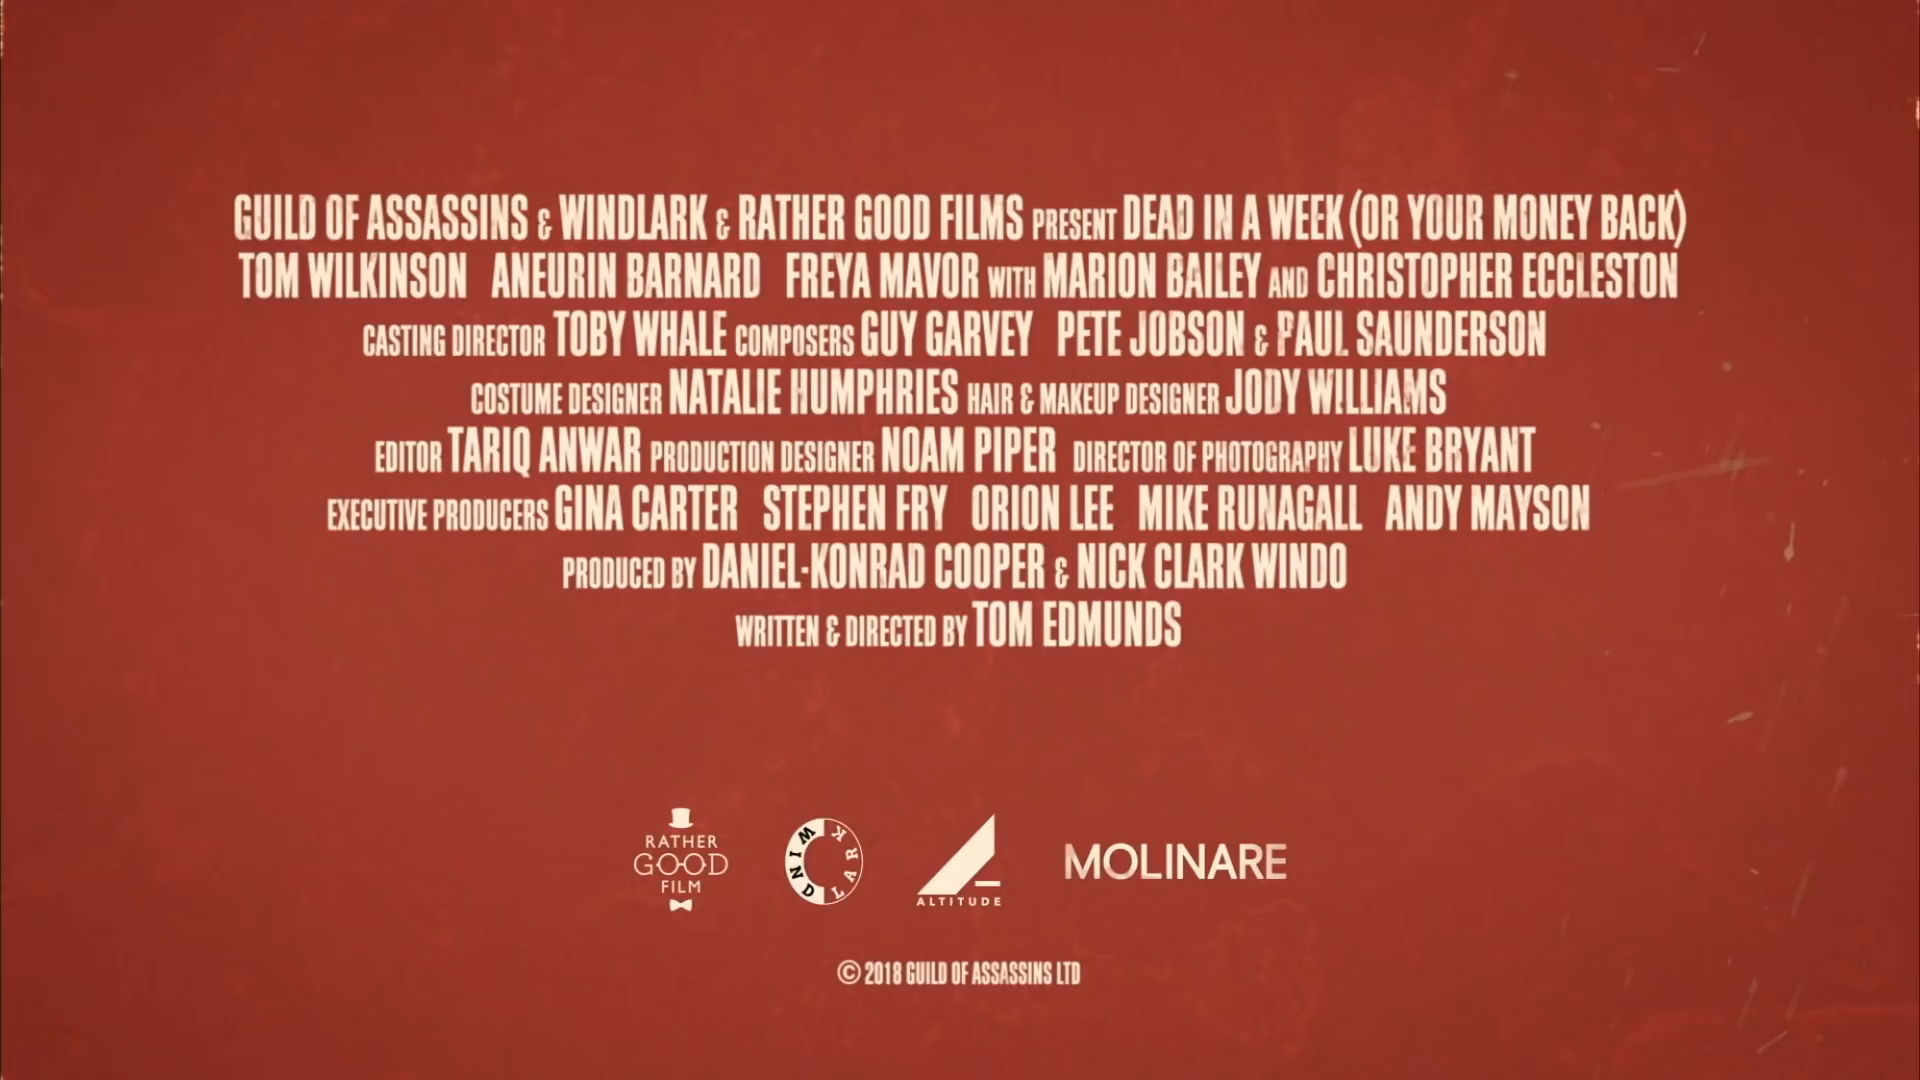 GUILD OF ASSASSINS & WINDLARK & RATHER GOOD FILMS PRESENT DEAD IN A WEEK (OR YOUR MONEY BACK)
TOM WILKINSON ANEURIN BARNARD FREYA MAVOR WITH MARION BAILEY AND CHRISTOPHER ECCLESTON
CASTING DIRECTOR TOBY WHALE COMPOSERS GUY GARVEY PETE JOBSON & PAUL SAUNDERSON
COSTUME DESIGNER NATALIE HUMPHRIES HAIR & MAKEUP DESIGNER JODY WILLIAMS
EDITOR TARIQ ANWAR PRODUCTION DESIGNER NOAM PIPER DIRECTOR OF PHOTOGRAPHY LUKE BRYANT
EXECUTIVE PRODUCERS GINA CARTER STEPHEN FRY ORION LEE MIKE RUNAGALL ANDY MAYSON
PRODUCED BY DANIEL-KONRAD COOPER & NICK CLARK WINDO
WRITTEN & DIRECTED BY TOM EDMUNDS
RATHER
GOOD
FILM
WIND LARK
ALTITUDE
MOLINARE
© 2018 GUILD OF ASSASSINS LTD